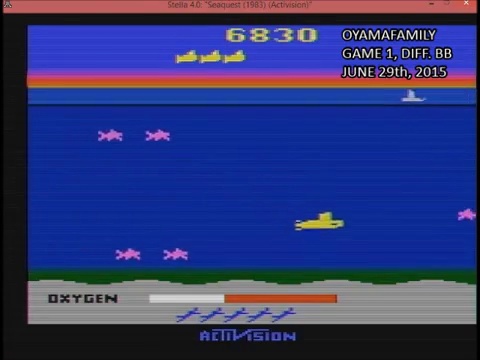 Stella 4.0: "Seaquest (1983) (Activision)"
6830
OYAMAFAMILY
GAME 1, DIFF. BB
JUNE 29th, 2015
OXYGEN
ACTIVISION